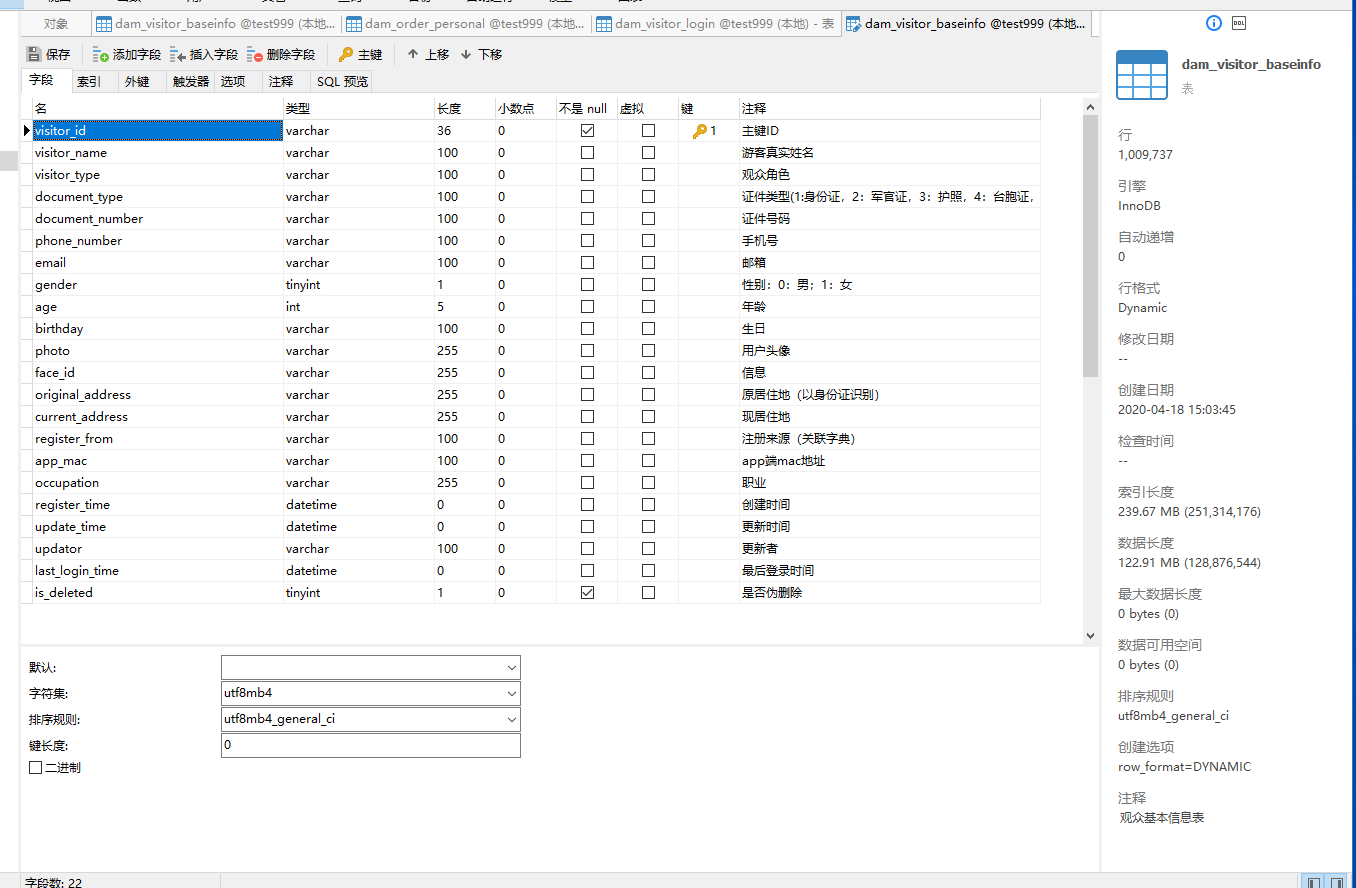 对象
dam_visitor_baseinfo @test999 (本地...
dam_order_personal @test999 (本地...
dam_visitor_login @test999 (本地) - 表
dam_visitor_baseinfo @test999 (本地...
保存 添加字段 插入字段 删除字段 主键 上移 下移
字段 索引 外键 触发器 选项 注释 SQL 预览
名 类型 长度 小数点 不是 null 虚拟 键 注释
visitor_id varchar 36 0 1 主键ID
visitor_name varchar 100 0 游客真实姓名
visitor_type varchar 100 0 观众角色
document_type varchar 100 0 证件类型(1:身份证，2：军官证，3：护照，4：台胞证，
document_number varchar 100 0 证件号码
phone_number varchar 100 0 手机号
email varchar 100 0 邮箱
gender tinyint 1 0 性别：0：男；1：女
age int 5 0 年龄
birthday varchar 100 0 生日
photo varchar 255 0 用户头像
face_id varchar 255 0 信息
original_address varchar 255 0 原居住地（以身份证识别）
current_address varchar 255 0 现居住地
register_from varchar 100 0 注册来源（关联字典）
app_mac varchar 100 0 app端mac地址
occupation varchar 255 0 职业
register_time datetime 0 0 创建时间
update_time datetime 0 0 更新时间
updator varchar 100 0 更新者
last_login_time datetime 0 0 最后登录时间
is_deleted tinyint 1 0 是否伪删除
默认:
字符集: utf8mb4
排序规则: utf8mb4_general_ci
键长度: 0
二进制
字段数: 22
DDL
dam_visitor_baseinfo
表
行
1,009,737
引擎
InnoDB
自动递增
0
行格式
Dynamic
修改日期
--
创建日期
2020-04-18 15:03:45
检查时间
--
索引长度
239.67 MB (251,314,176)
数据长度
122.91 MB (128,876,544)
最大数据长度
0 bytes (0)
数据可用空间
0 bytes (0)
排序规则
utf8mb4_general_ci
创建选项
row_format=DYNAMIC
注释
观众基本信息表